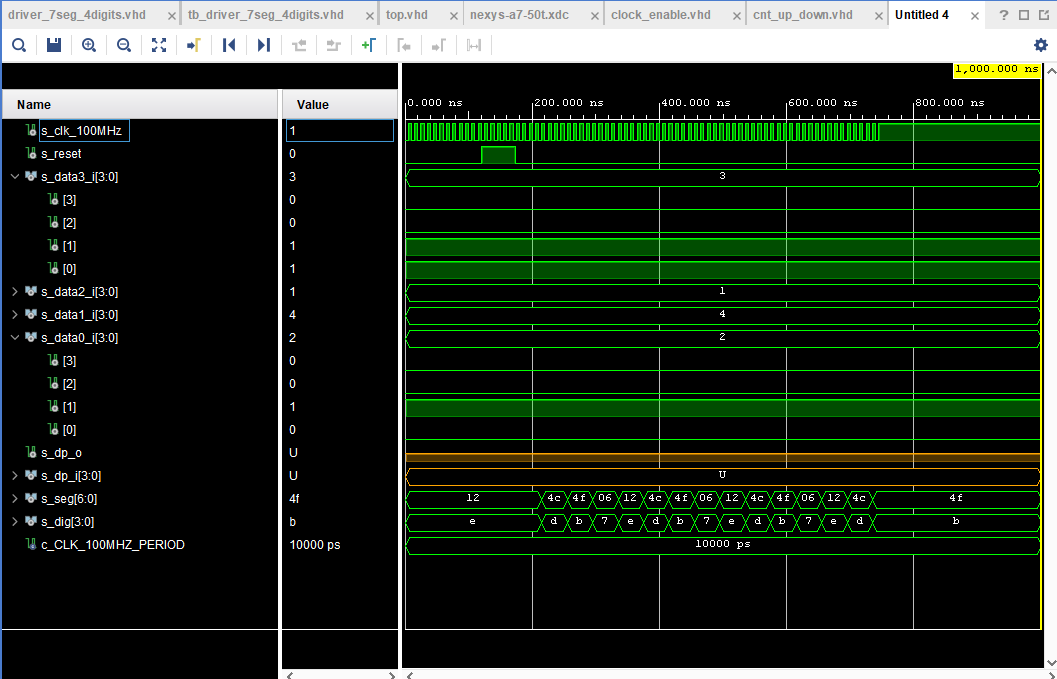 driver_7seg_4digits.vhd × tb_driver_7seg_4digits.vhd × top.vhd × nexys-a7-50t.xdc × clock_enable.vhd × cnt_up_down.vhd × Untitled 4 × ?
1,000.000 ns
Name Value 0.000 ns 200.000 ns 400.000 ns 600.000 ns 800.000 ns
s_clk_100MHz 1
s_reset 0
s_data3_i[3:0] 3 3
[3] 0
[2] 0
[1] 1
[0] 1
s_data2_i[3:0] 1 1
s_data1_i[3:0] 4 4
s_data0_i[3:0] 2 2
[3] 0
[2] 0
[1] 1
[0] 0
s_dp_o U
s_dp_i[3:0] U U
s_seg[6:0] 4f 12 4c 4f 06 12 4c 4f 06 12 4c 4f 06 12 4c 4f
s_dig[3:0] b e d b 7 e d b 7 e d b 7 e d b
c_CLK_100MHZ_PERIOD 10000 ps 10000 ps